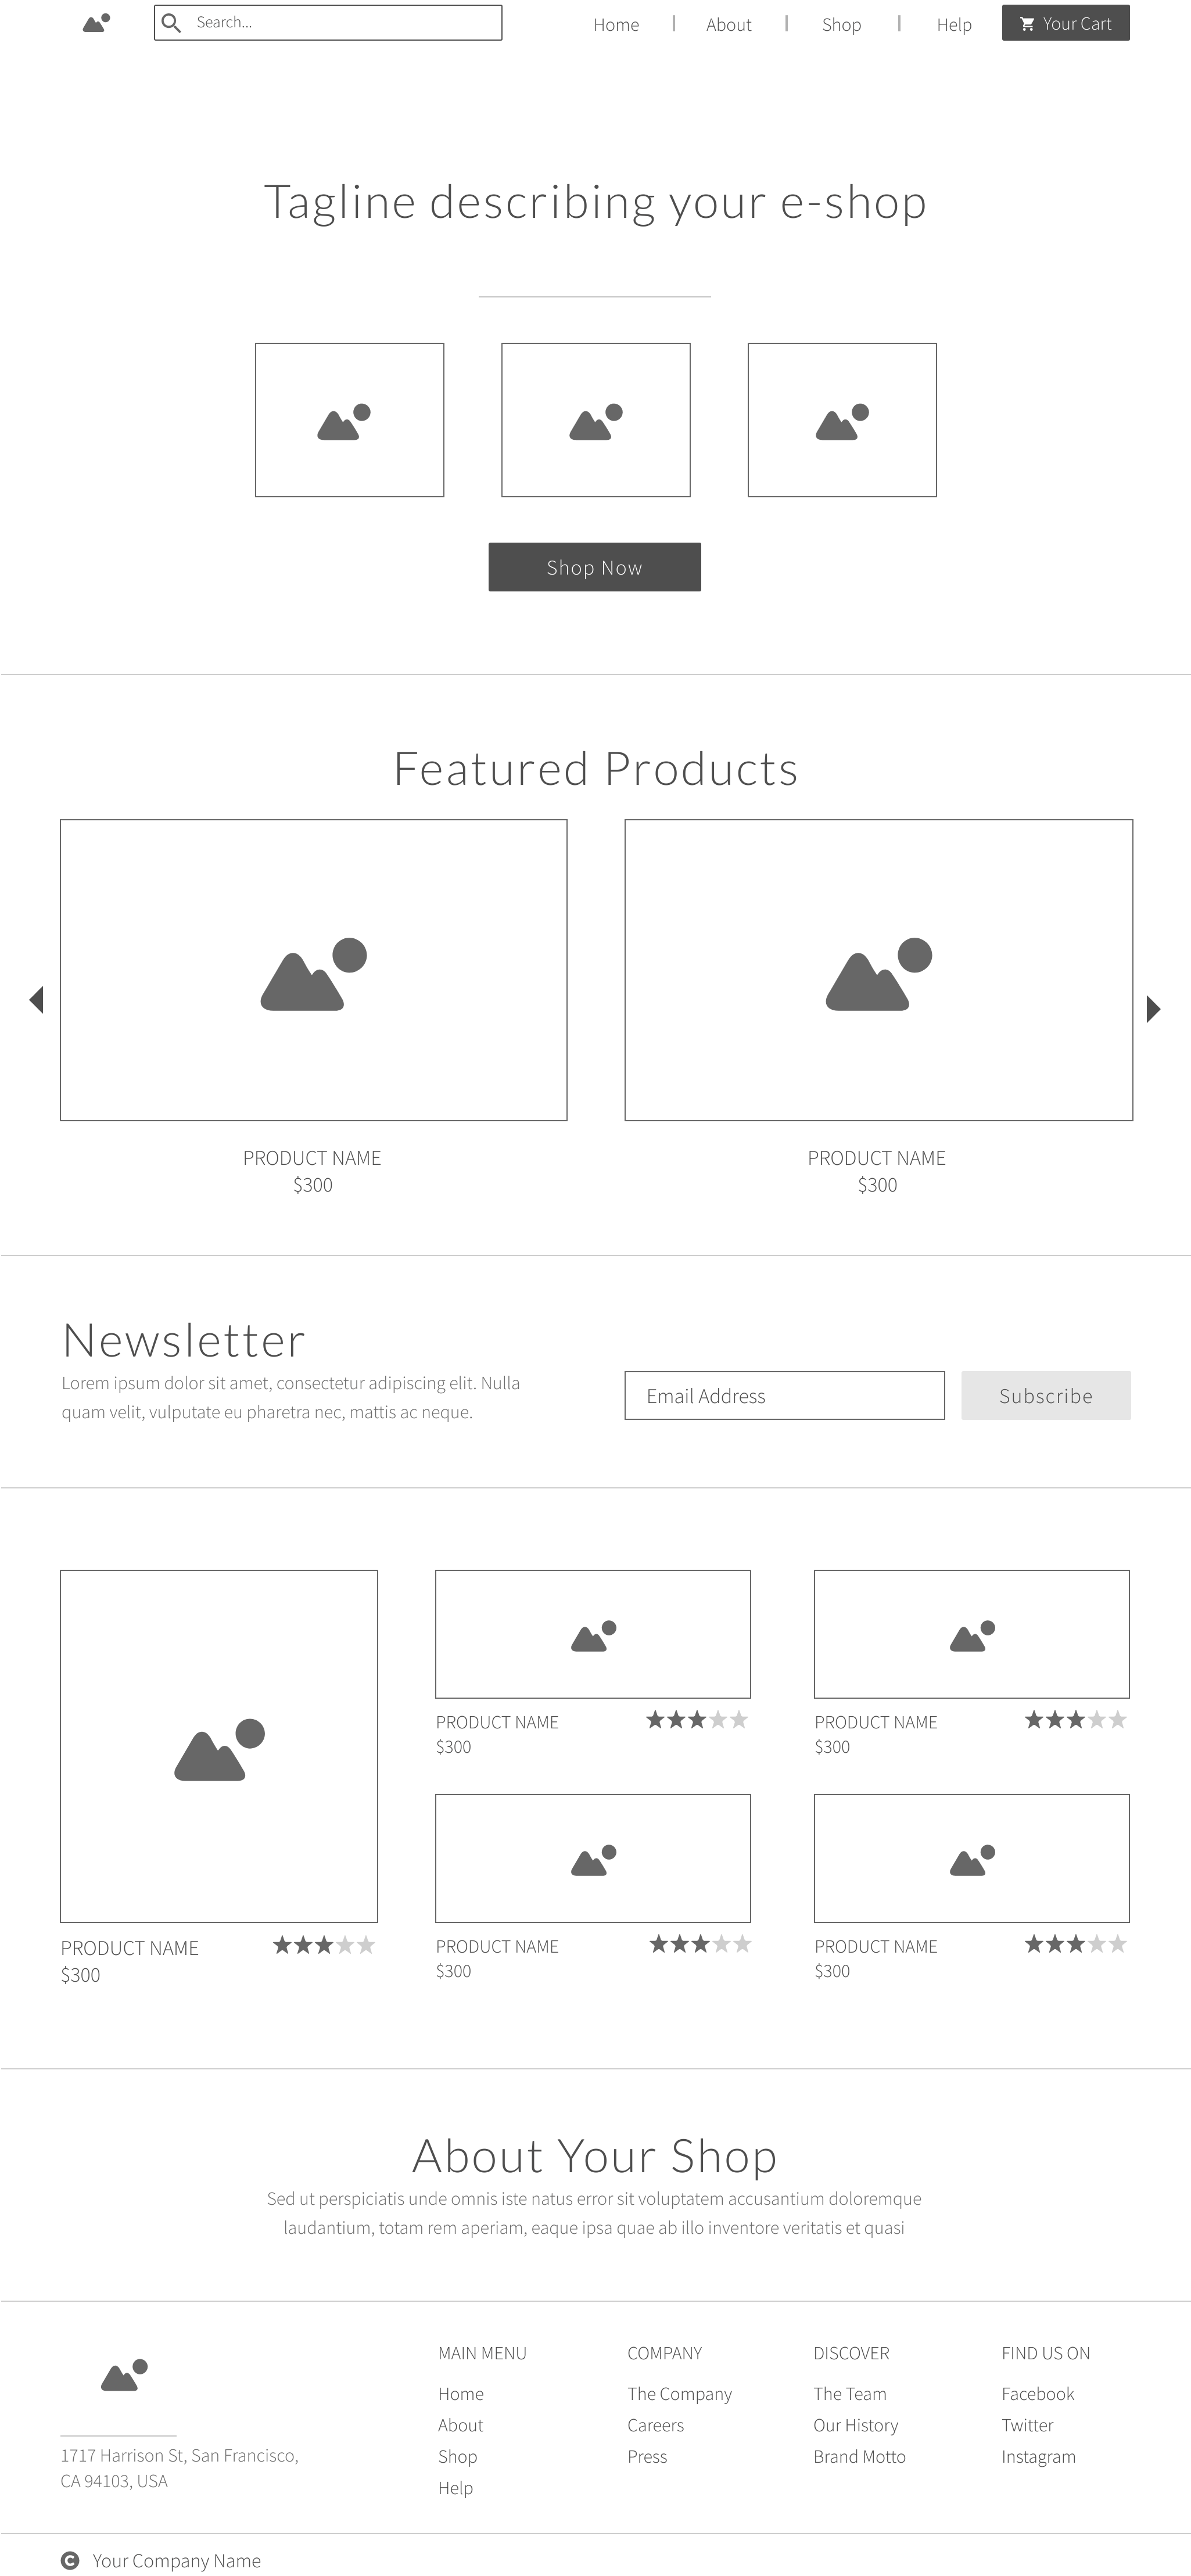 Search...
Home | About | Shop | Help
Your Cart
Tagline describing your e-shop
Shop Now
Featured Products
PRODUCT NAME
$300
PRODUCT NAME
$300
Newsletter
Lorem ipsum dolor sit amet, consectetur adipiscing elit. Nulla
quam velit, vulputate eu pharetra nec, mattis ac neque.
Email Address
Subscribe
PRODUCT NAME
$300
PRODUCT NAME
$300
PRODUCT NAME
$300
PRODUCT NAME
$300
PRODUCT NAME
$300
About Your Shop
Sed ut perspiciatis unde omnis iste natus error sit voluptatem accusantium doloremque
laudantium, totam rem aperiam, eaque ipsa quae ab illo inventore veritatis et quasi
1717 Harrison St, San Francisco,
CA 94103, USA
MAIN MENU
Home
About
Shop
Help
COMPANY
The Company
Careers
Press
DISCOVER
The Team
Our History
Brand Motto
FIND US ON
Facebook
Twitter
Instagram
© Your Company Name